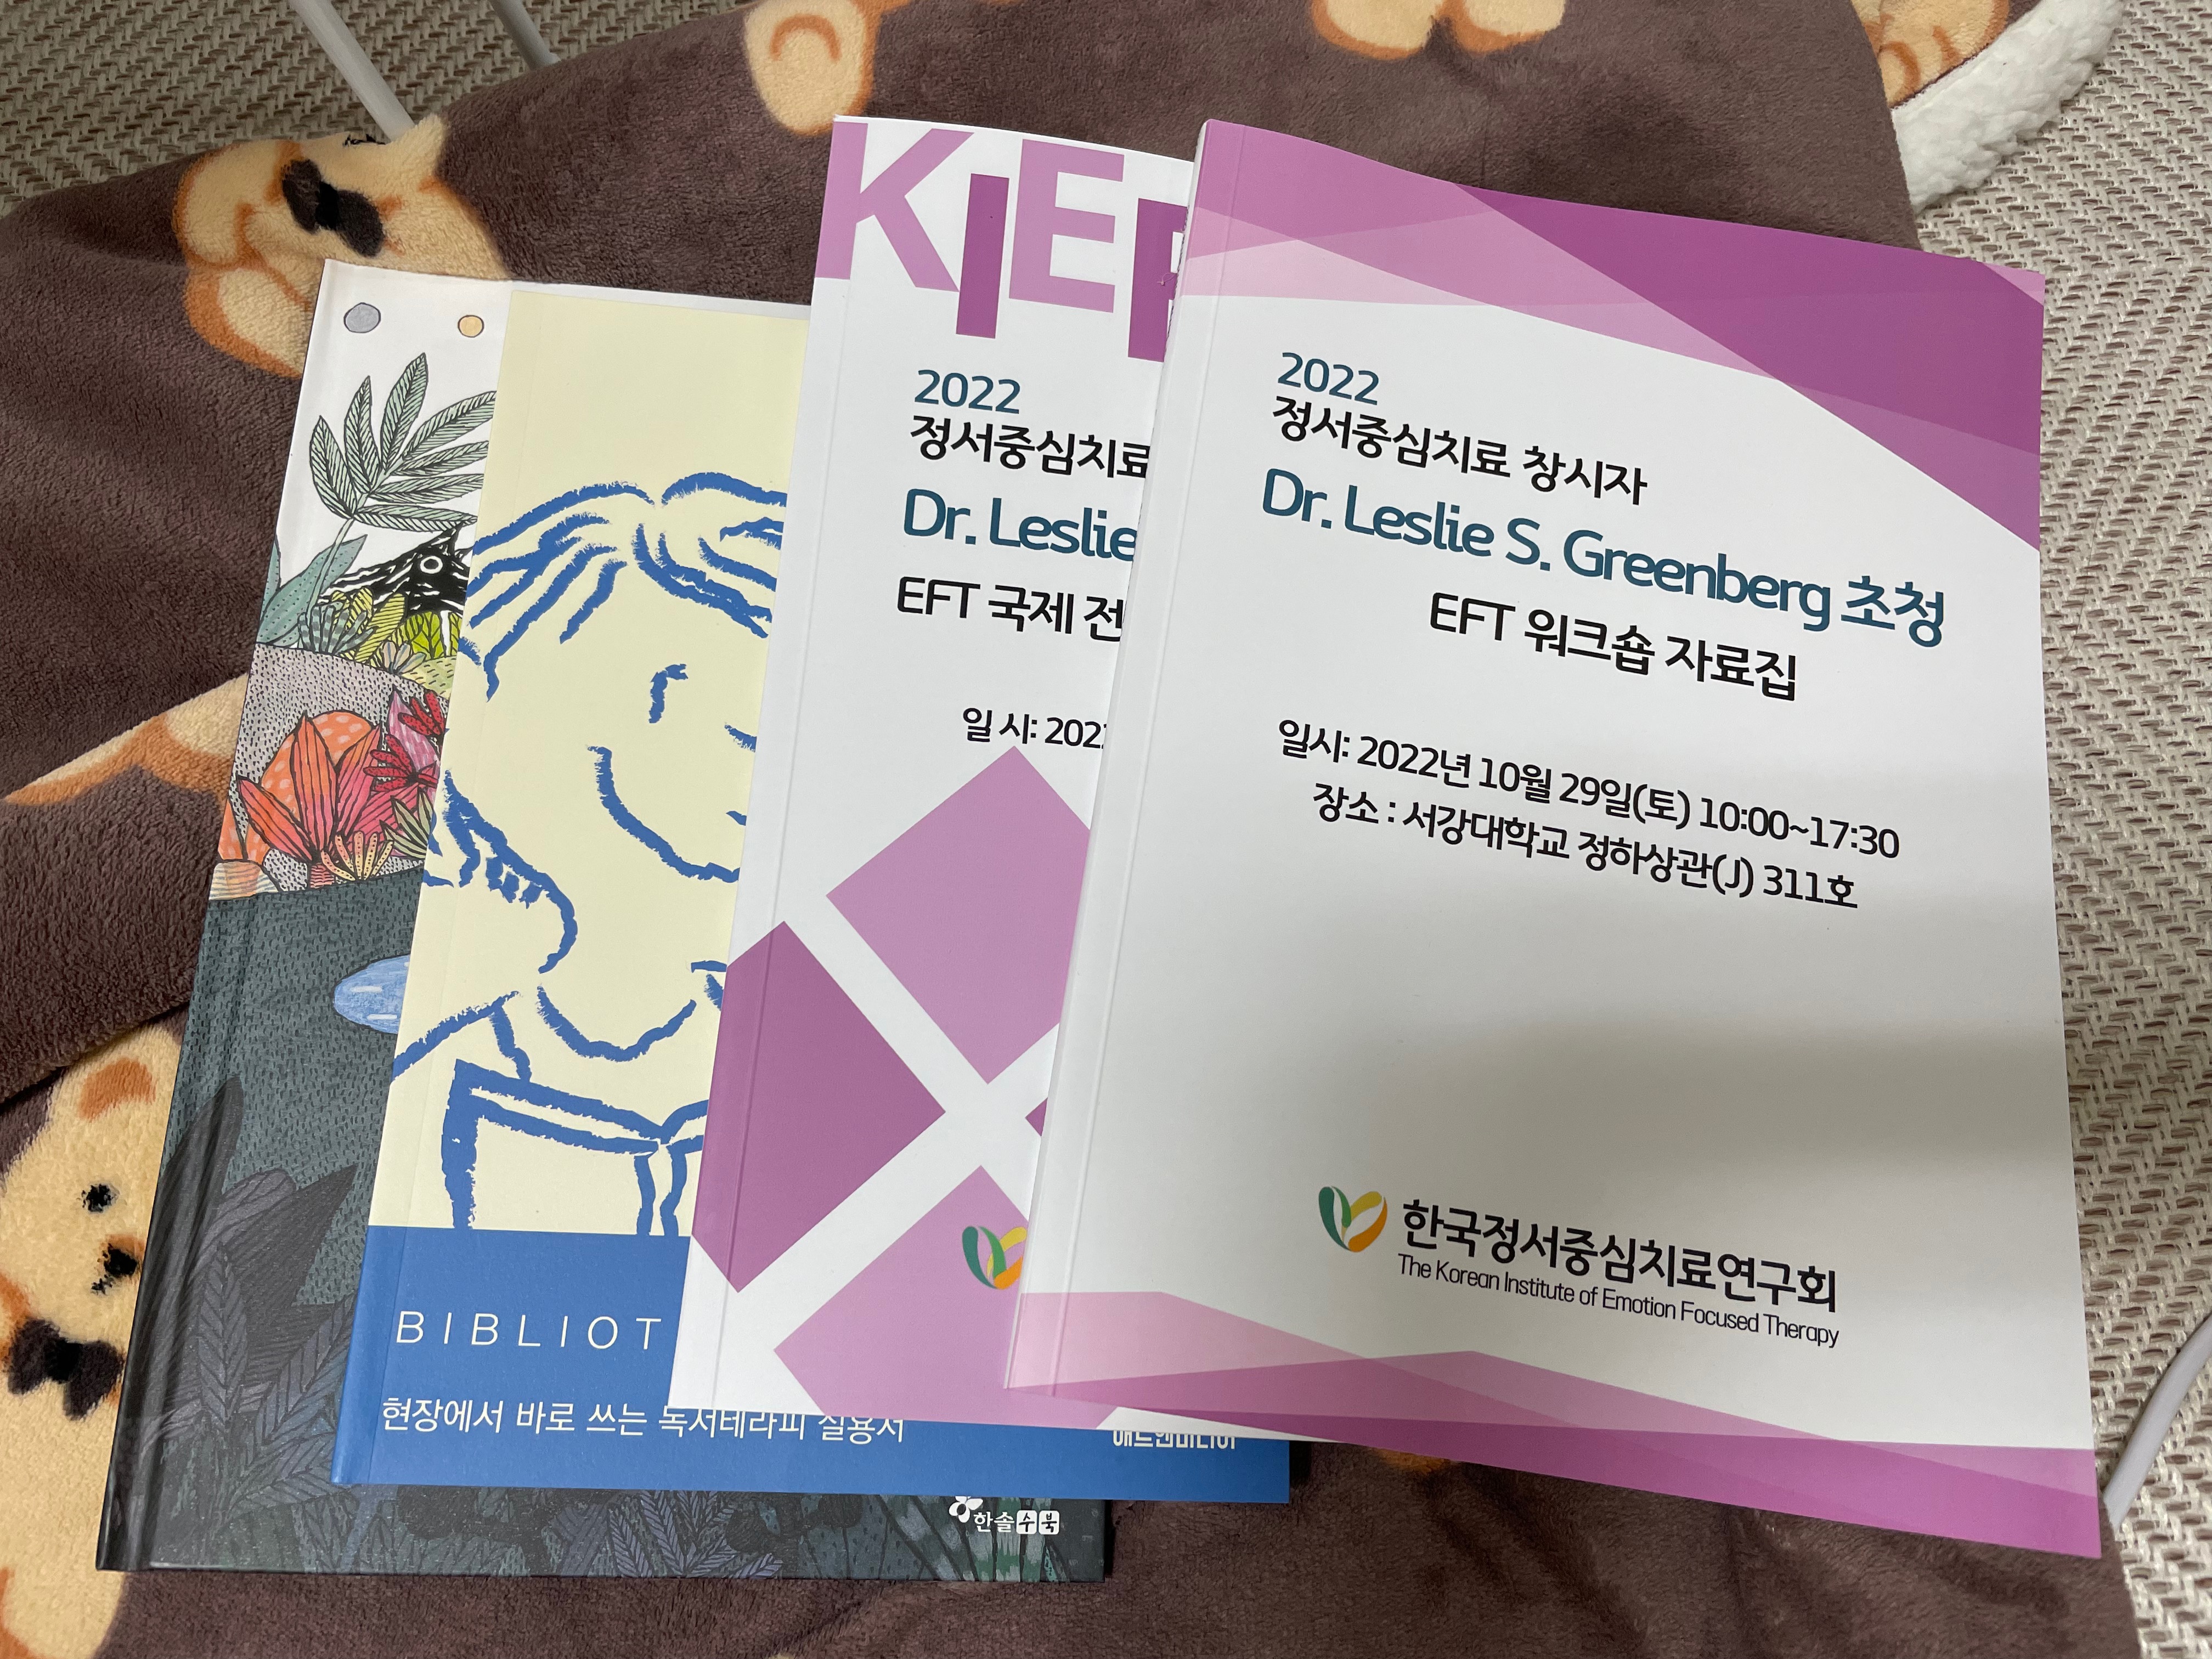 2022
정서중심치료 창시자
Dr. Leslie S. Greenberg 초청
EFT 워크숍 자료집
일시: 2022년 10월 29일(토) 10:00~17:30
장소 : 서강대학교 정하상관(J) 311호
한국정서중심치료연구회
The Korean Institute of Emotion Focused Therapy
KIE
2022
정서중심치료
Dr. Leslie
EFT 국제 전
일 시: 202
BIBLIOT
현장에서 바로 쓰는 독서테라피 실용서
한솔수북